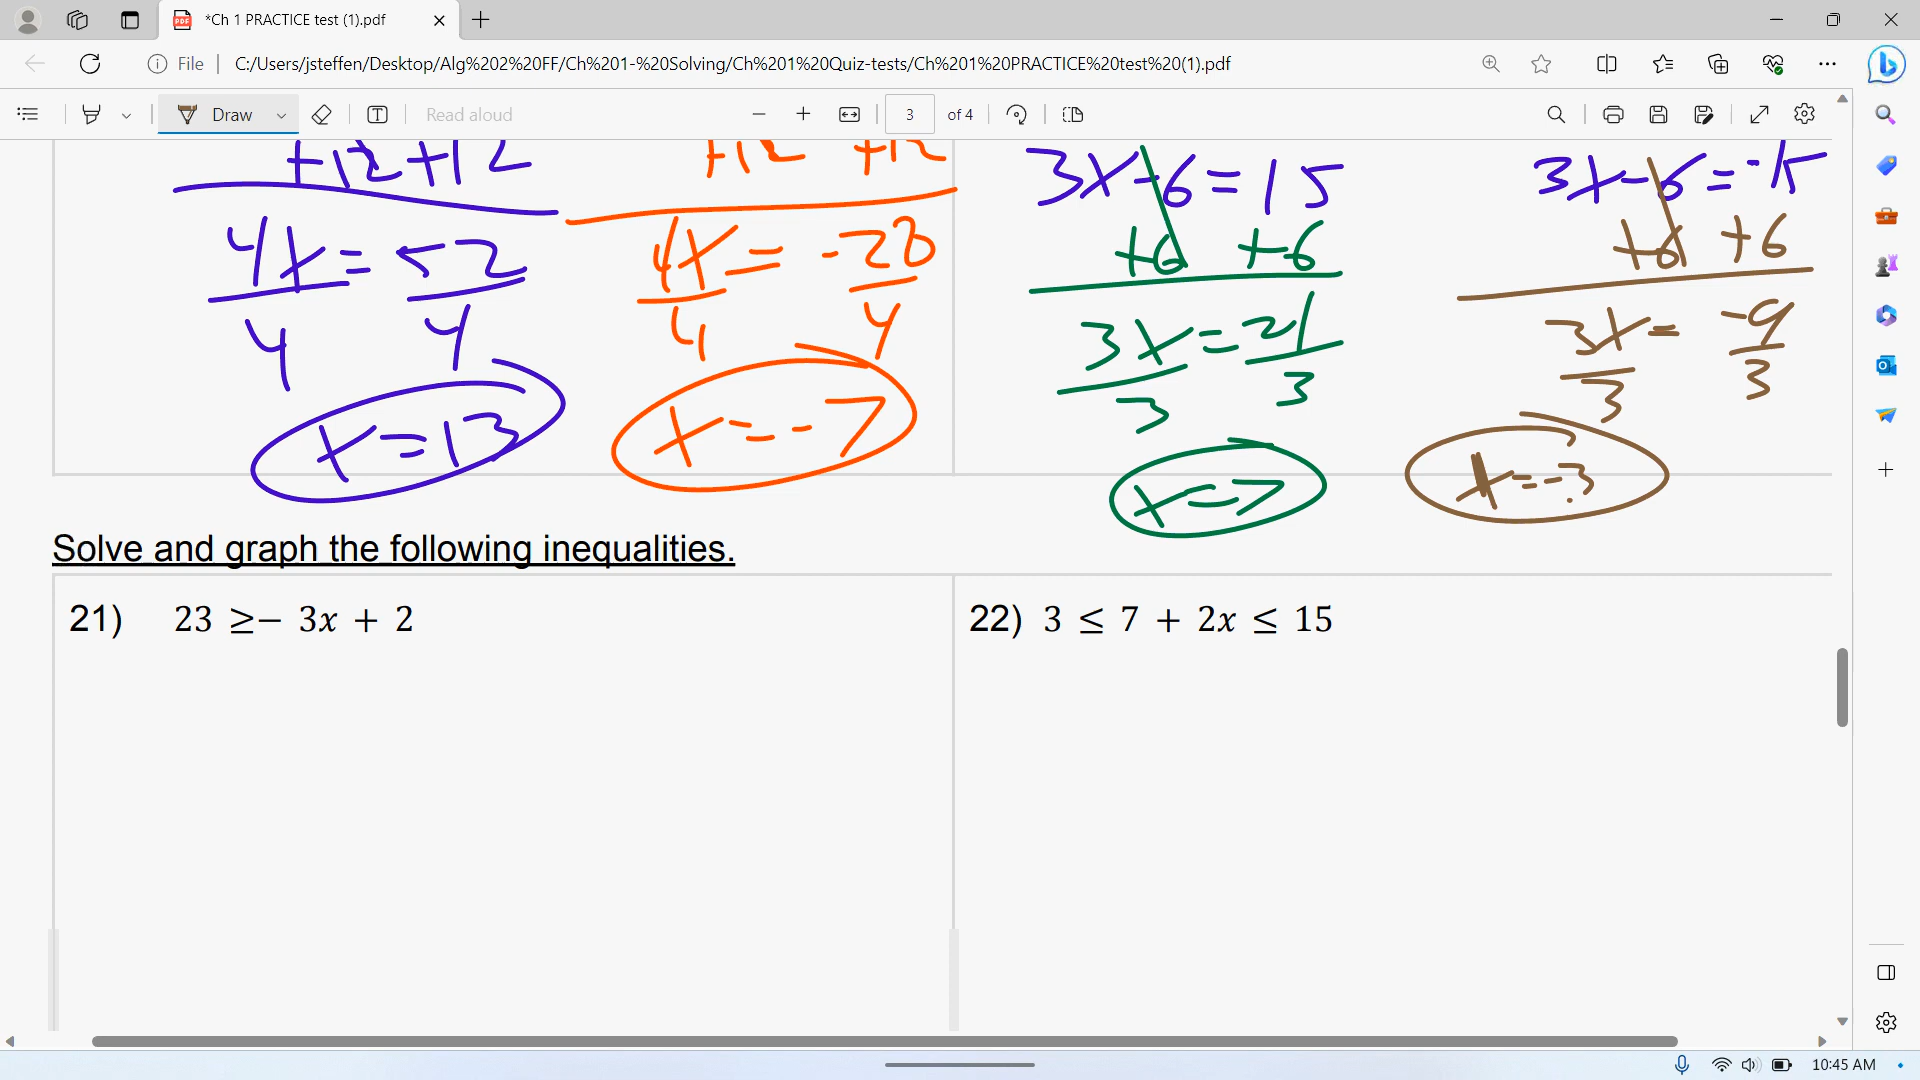 *Ch 1 PRACTICE test (1).pdf
File
C:/Users/jsteffen/Desktop/Alg%202%20FF/Ch%201-%20Solving/Ch%201%20Quiz-tests/Ch%201%20PRACTICE%20test%20(1).pdf
Draw
Read aloud
3 of 4
+12 +12
+12 +12
3x-6=15
3x-6=-15
+6 +6
+6 +6
4x=52
4x=-28
4 4
4 4
3x=21
3x=-9
3 3
3 3
x=13
x=-7
x=7
x=-3
Solve and graph the following inequalities.
21) 23 ≥− 3x + 2
22) 3 ≤ 7 + 2x ≤ 15
10:45 AM